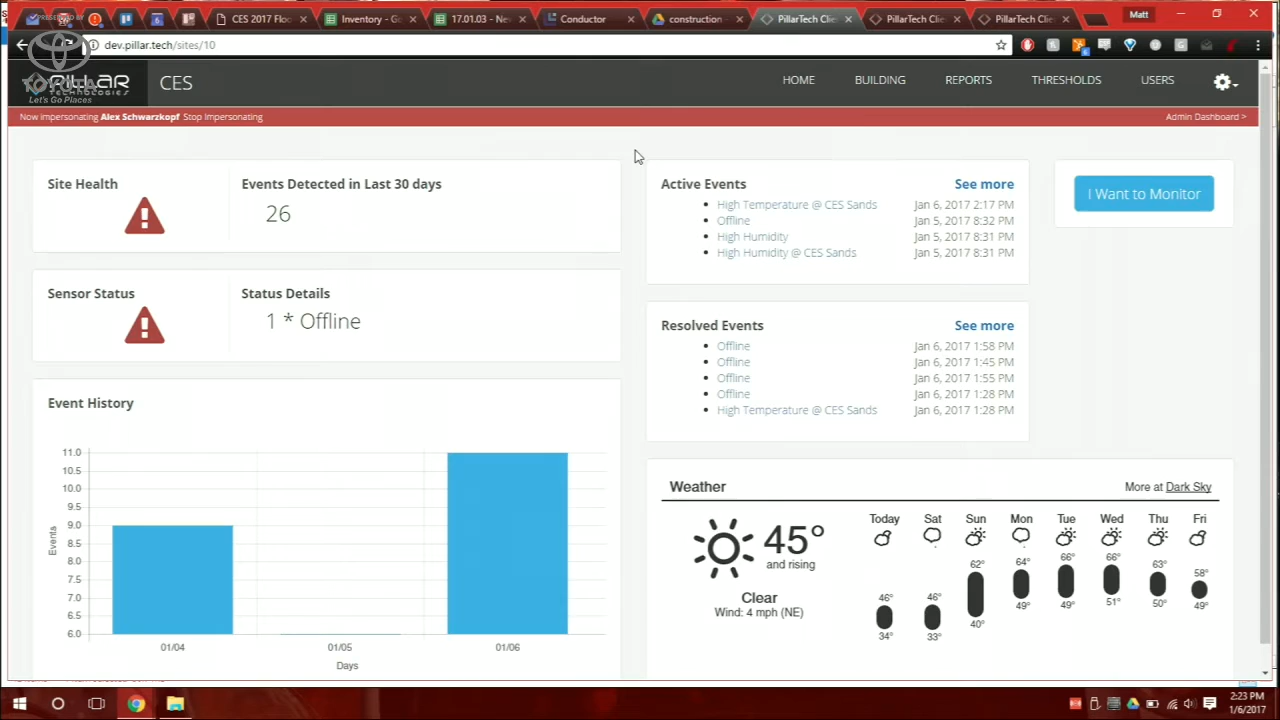 CES 2017 Floo
Inventory - Go
17.01.03 - Ne
Conductor
construction
PillarTech Clie
PillarTech Clie
PillarTech Clie
Matt
dev.pillar.tech/sites/10
PRESENTED BY
TOYOTA
Let's Go Places
PILLAR
TECHNOLOGIES
CES
HOME
BUILDING
REPORTS
THRESHOLDS
USERS
Now impersonating Alex Schwarzkopf Stop Impersonating
Admin Dashboard >
Site Health
Events Detected in Last 30 days
26
Sensor Status
Status Details
1 * Offline
Event History
11.0
10.5
10.0
9.5
9.0
8.5
8.0
7.5
7.0
6.5
6.0
Events
01/04
01/05
01/06
Days
Active Events
See more
High Temperature @ CES Sands Jan 6, 2017 2:17 PM
Offline Jan 5, 2017 8:32 PM
High Humidity Jan 5, 2017 8:31 PM
High Humidity @ CES Sands Jan 5, 2017 8:31 PM
I Want to Monitor
Resolved Events
See more
Offline Jan 6, 2017 1:58 PM
Offline Jan 6, 2017 1:45 PM
Offline Jan 6, 2017 1:55 PM
Offline Jan 6, 2017 1:28 PM
High Temperature @ CES Sands Jan 6, 2017 1:28 PM
Weather
More at Dark Sky
45°
and rising
Clear
Wind: 4 mph (NE)
Today Sat Sun Mon Tue Wed Thu Fri
46° 46° 62° 64° 66° 66° 63° 58°
34° 33° 40° 49° 49° 51° 50° 49°
2:23 PM
1/6/2017